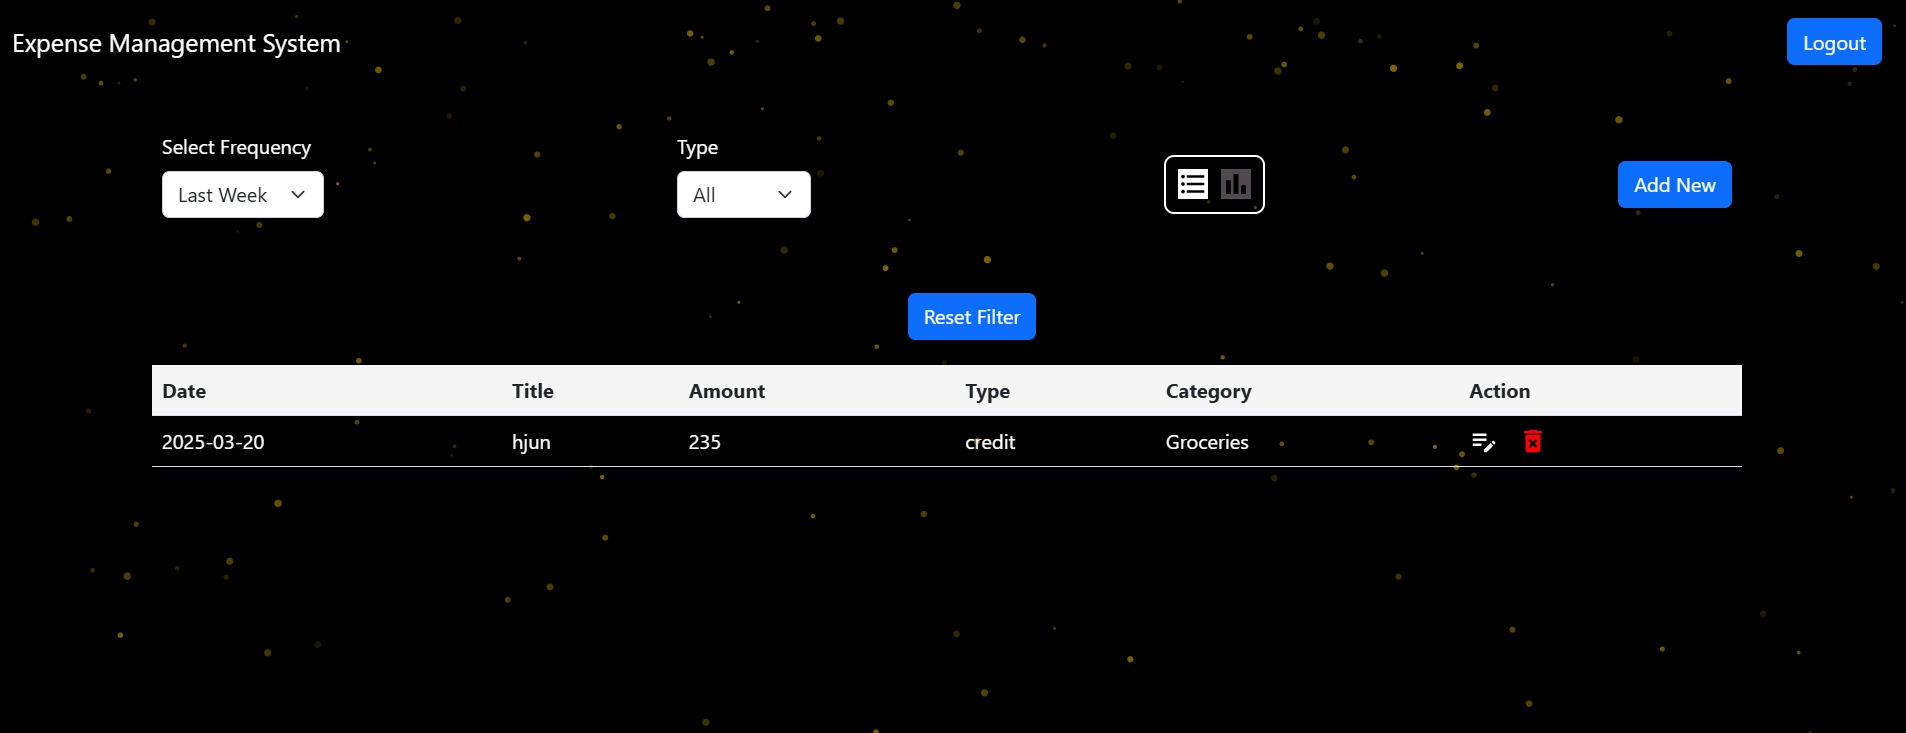 Expense Management System Logout
Select Frequency Type
Last Week All Add New
Reset Filter
Date Title Amount Type Category Action
2025-03-20 hjun 235 credit Groceries